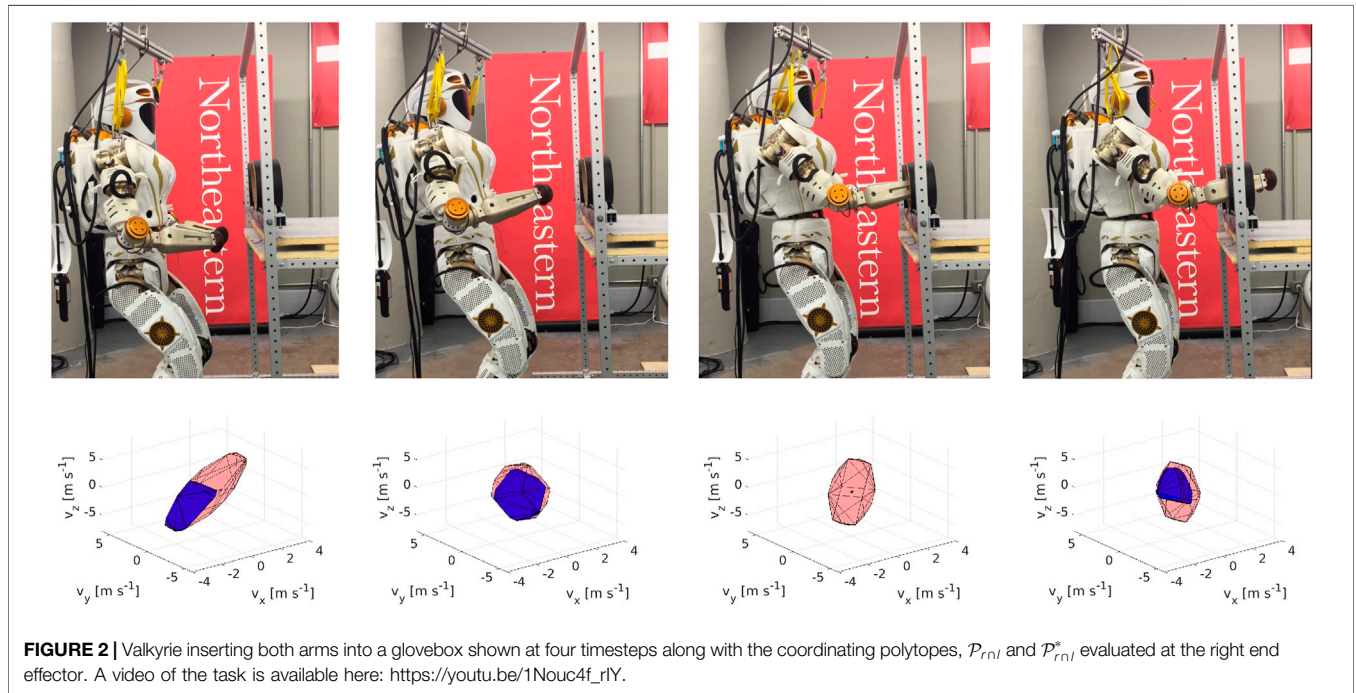 Northeastern
Northeastern
Northeastern
Northeastern
v_z [m s⁻¹]
5
0
-5
5
0
-5
v_y [m s⁻¹]
-4
-2
0
2
4
v_x [m s⁻¹]
v_z [m s⁻¹]
5
0
-5
5
0
-5
v_y [m s⁻¹]
-4
-2
0
2
4
v_x [m s⁻¹]
v_z [m s⁻¹]
5
0
-5
5
0
-5
v_y [m s⁻¹]
-4
-2
0
2
4
v_x [m s⁻¹]
v_z [m s⁻¹]
5
0
-5
5
0
-5
v_y [m s⁻¹]
-4
-2
0
2
4
v_x [m s⁻¹]
FIGURE 2 | Valkyrie inserting both arms into a glovebox shown at four timesteps along with the coordinating polytopes, 𝒫r∩l and 𝒫*r∩l evaluated at the right end
effector. A video of the task is available here: https://youtu.be/1Nouc4f_rlY.